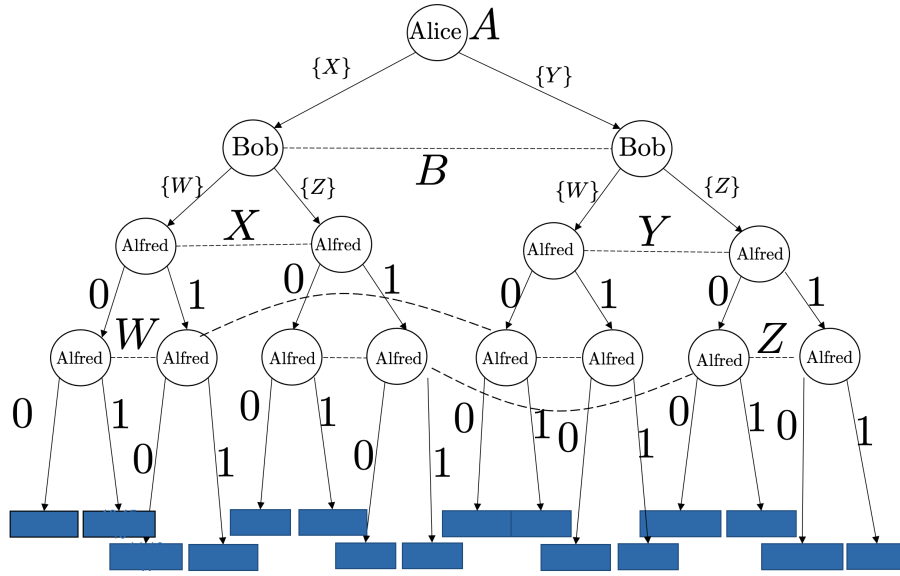 Alice A
{X} {Y}
Bob Bob
B
{W} {Z} {W} {Z}
X Y
Alfred Alfred Alfred Alfred
0 1 0 1 0 1 0 1
W Z
Alfred Alfred Alfred Alfred Alfred Alfred Alfred Alfred
0 1 0 1 0 1 0 1
0 1 0 1 0 1 0 1